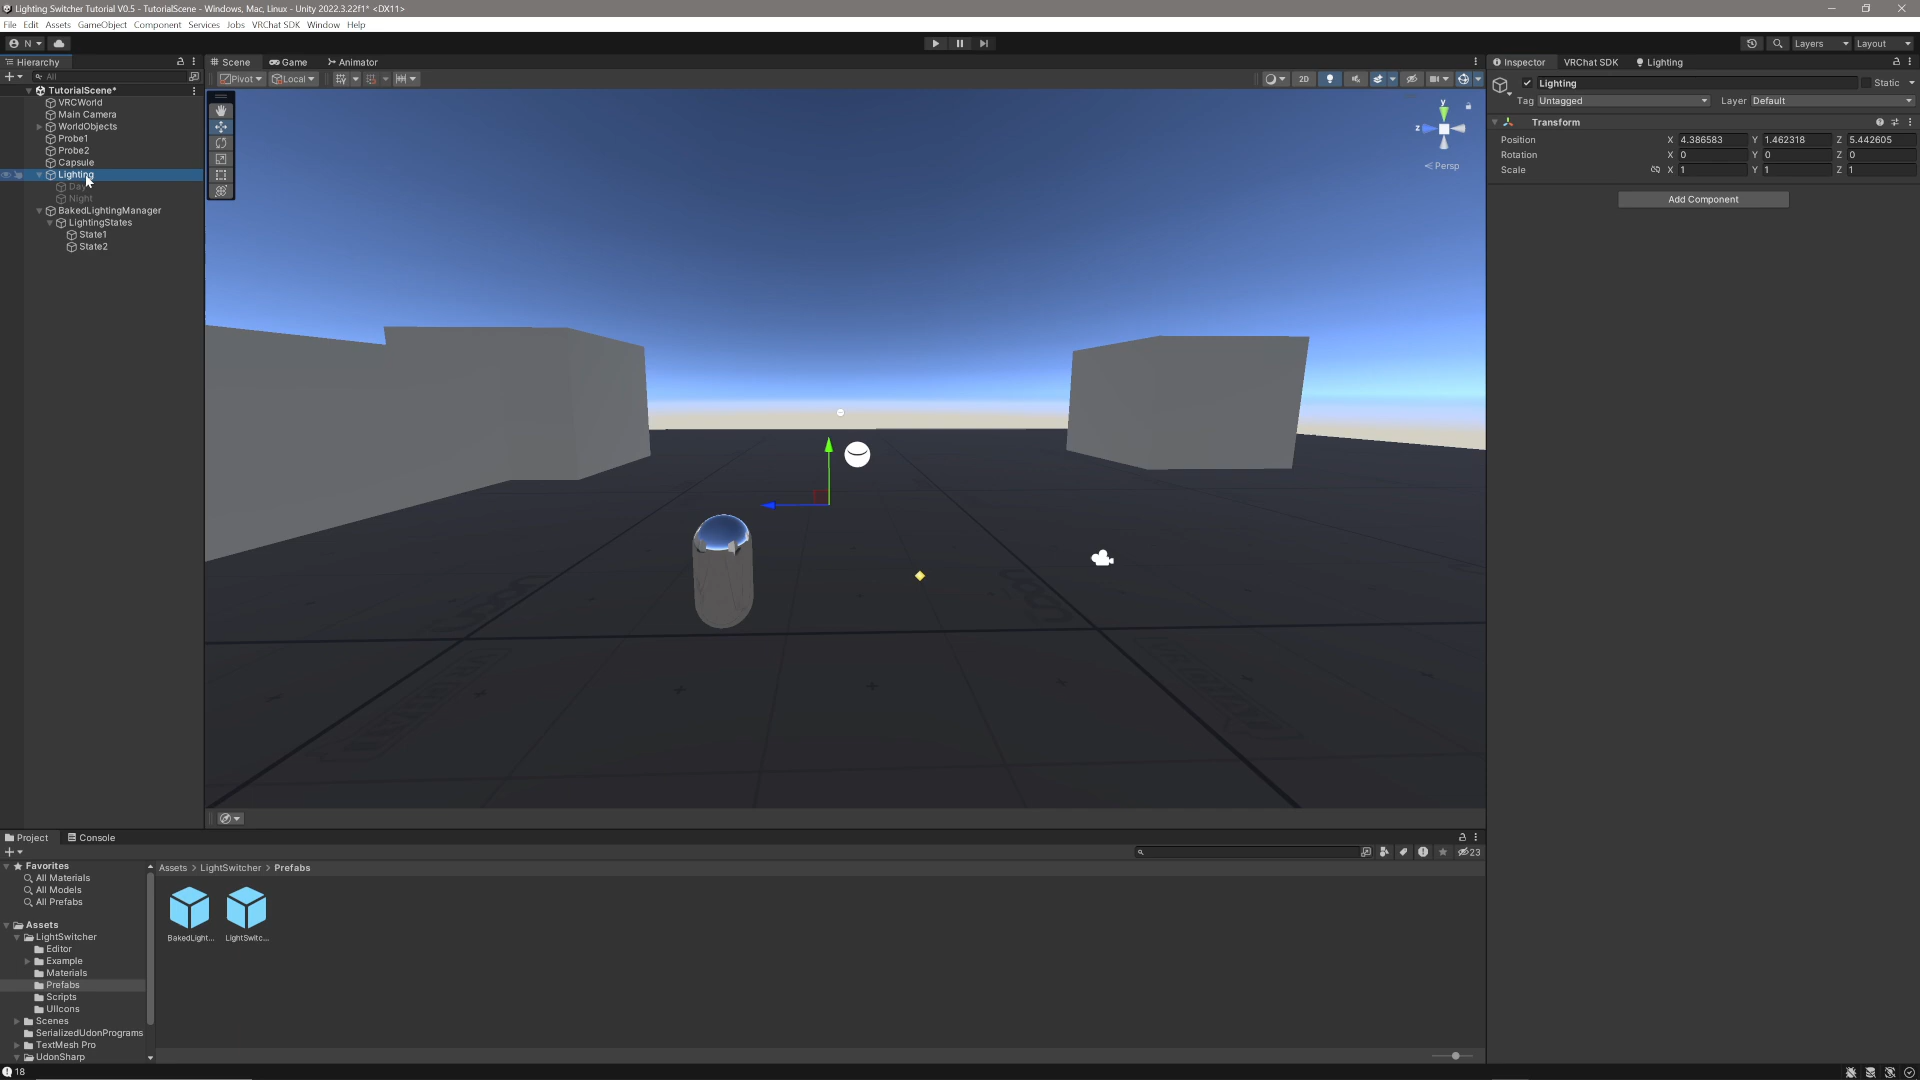 Lighting Switcher Tutorial V0.5 - TutorialScene - Windows, Mac, Linux - Unity 2022.3.22f1* <DX11>
File Edit Assets GameObject Component Services Jobs VRChat SDK Window Help
N
Layers
Layout
Hierarchy
All
TutorialScene*
VRCWorld
Main Camera
WorldObjects
Probe1
Probe2
Capsule
Lighting
Day
Night
BakedLightingManager
LightingStates
State1
State2
Scene Game Animator
Pivot Local
2D
y
z
Persp
Inspector VRChat SDK Lighting
Lighting Static
Tag Untagged Layer Default
Transform
Position X 4.386583 Y 1.462318 Z 5.442605
Rotation X 0 Y 0 Z 0
Scale X 1 Y 1 Z 1
Add Component
Project Console
23
Favorites
All Materials
All Models
All Prefabs
Assets
LightSwitcher
Editor
Example
Materials
Prefabs
Scripts
UIIcons
Scenes
SerializedUdonPrograms
TextMesh Pro
UdonSharp
Assets > LightSwitcher > Prefabs
BakedLight... LightSwitc...
18